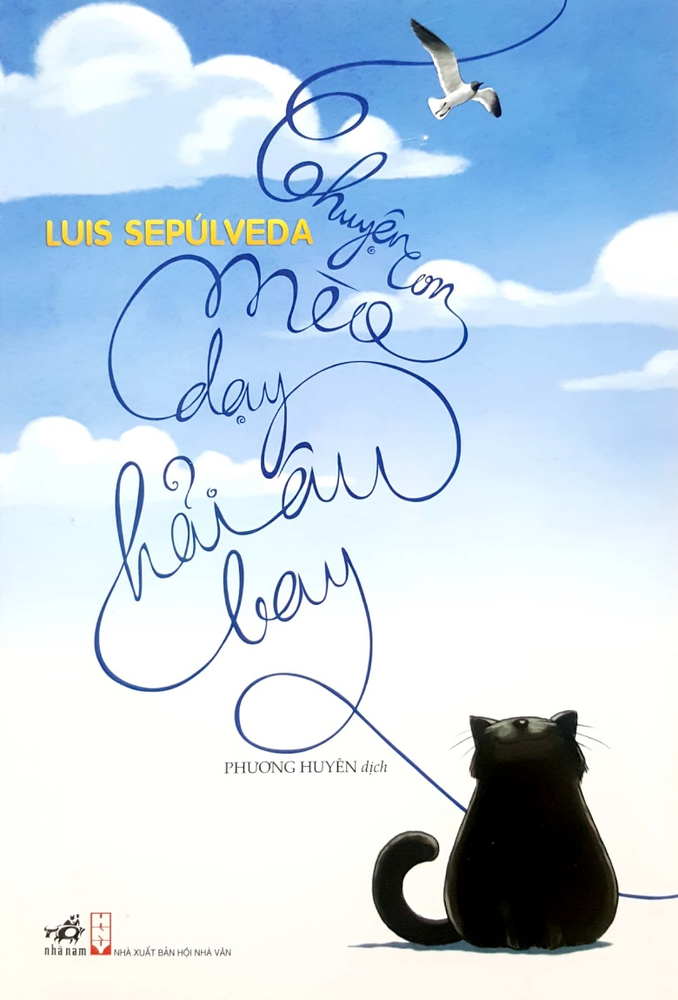 Chuyện con
LUIS SEPÚLVEDA
mèo
dạy
hải âu
bay
PHƯƠNG HUYÊN dịch
nhã nam
HNV
NHÀ XUẤT BẢN HỘI NHÀ VĂN